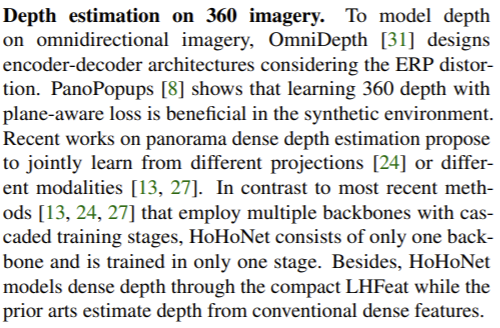 Depth estimation on 360 imagery. To model depth
on omnidirectional imagery, OmniDepth [31] designs
encoder-decoder architectures considering the ERP distor-
tion. PanoPopups [8] shows that learning 360 depth with
plane-aware loss is beneficial in the synthetic environment.
Recent works on panorama dense depth estimation propose
to jointly learn from different projections [24] or differ-
ent modalities [13, 27]. In contrast to most recent meth-
ods [13, 24, 27] that employ multiple backbones with cas-
caded training stages, HoHoNet consists of only one back-
bone and is trained in only one stage. Besides, HoHoNet
models dense depth through the compact LHFeat while the
prior arts estimate depth from conventional dense features.